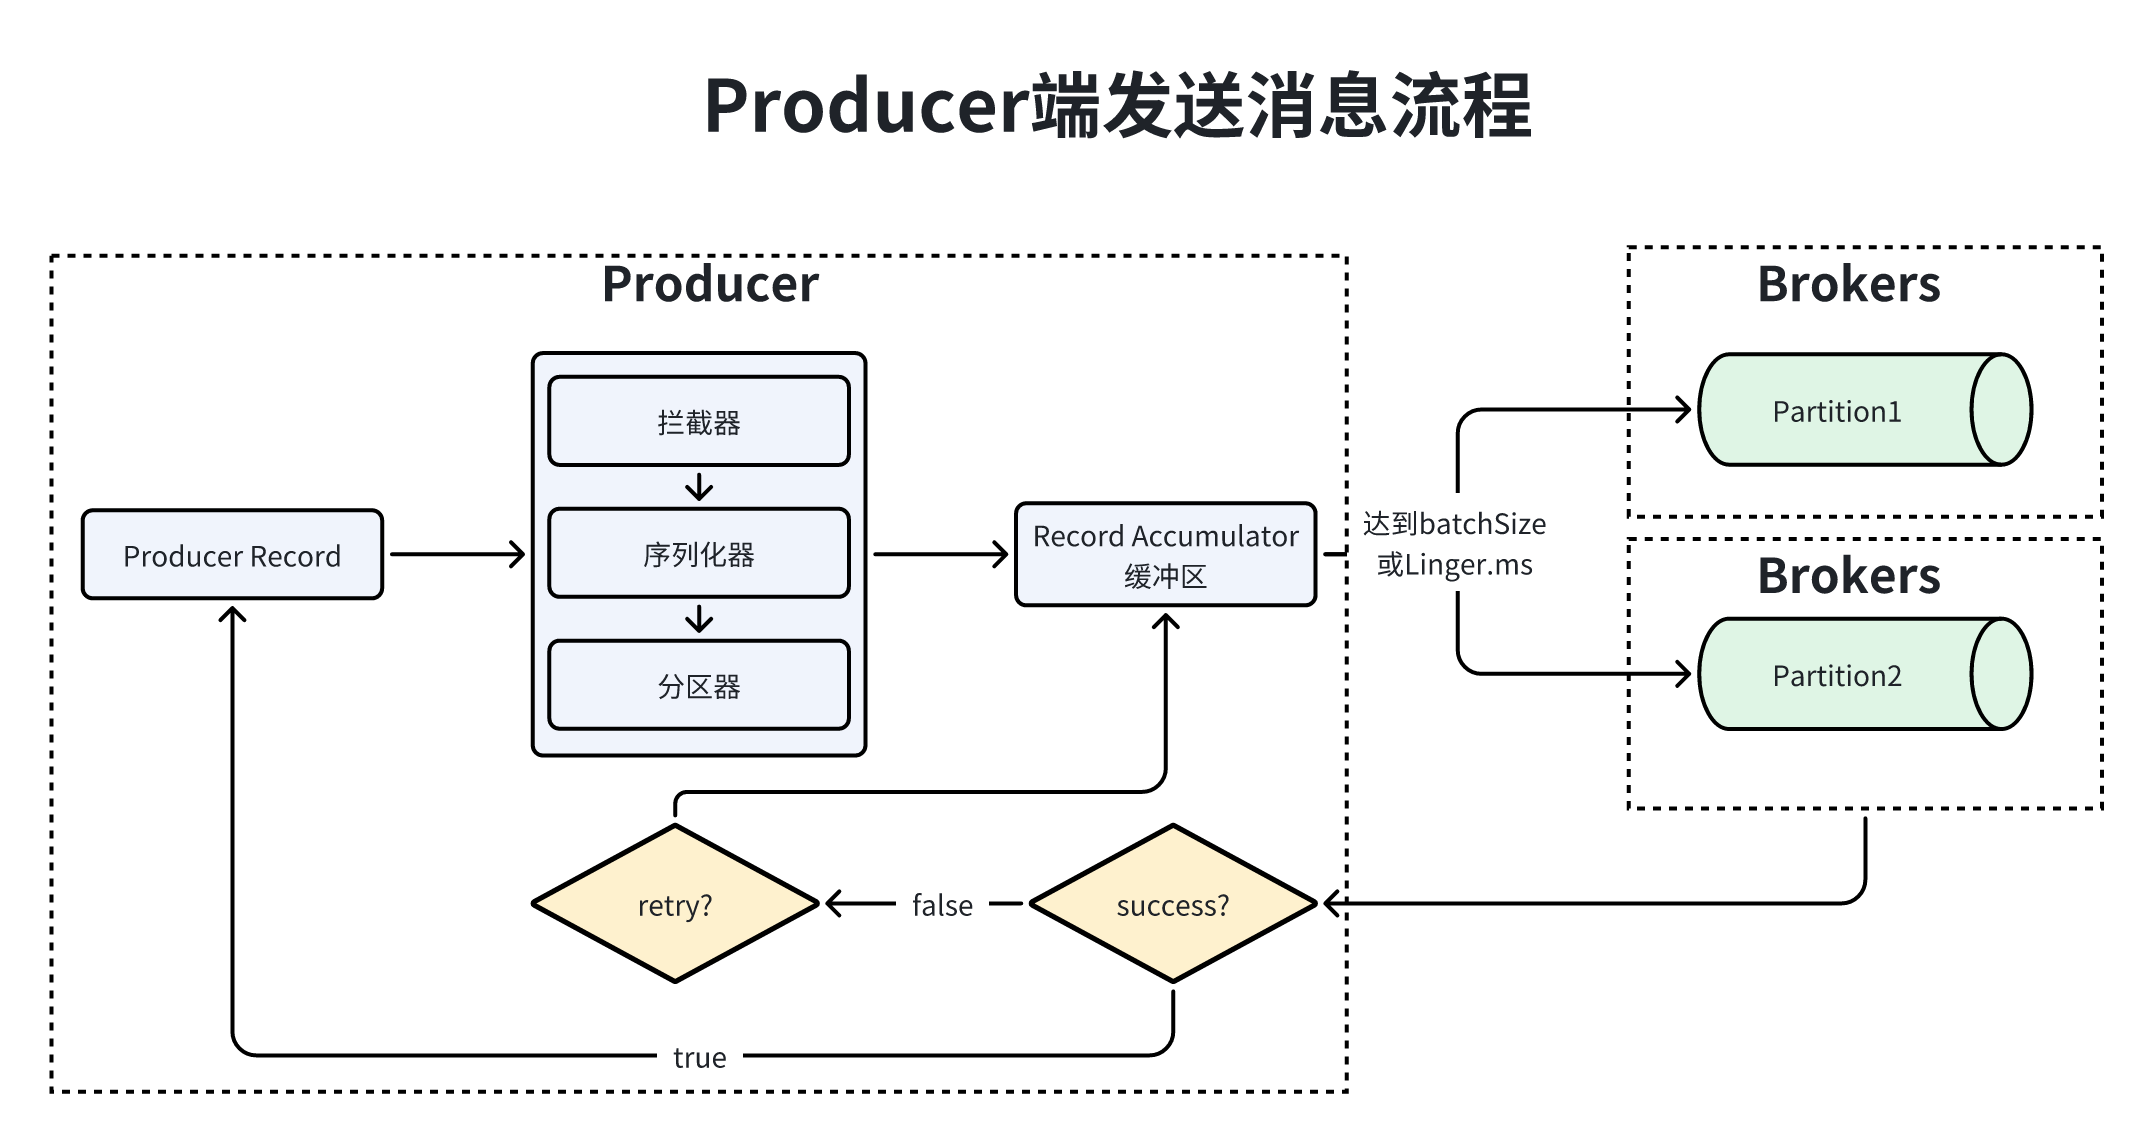 Producer端发送消息流程
Producer
拦截器
序列化器
分区器
Producer Record
Record Accumulator
缓冲区
达到batchSize
或Linger.ms
Brokers
Partition1
Brokers
Partition2
retry?
false
success?
true